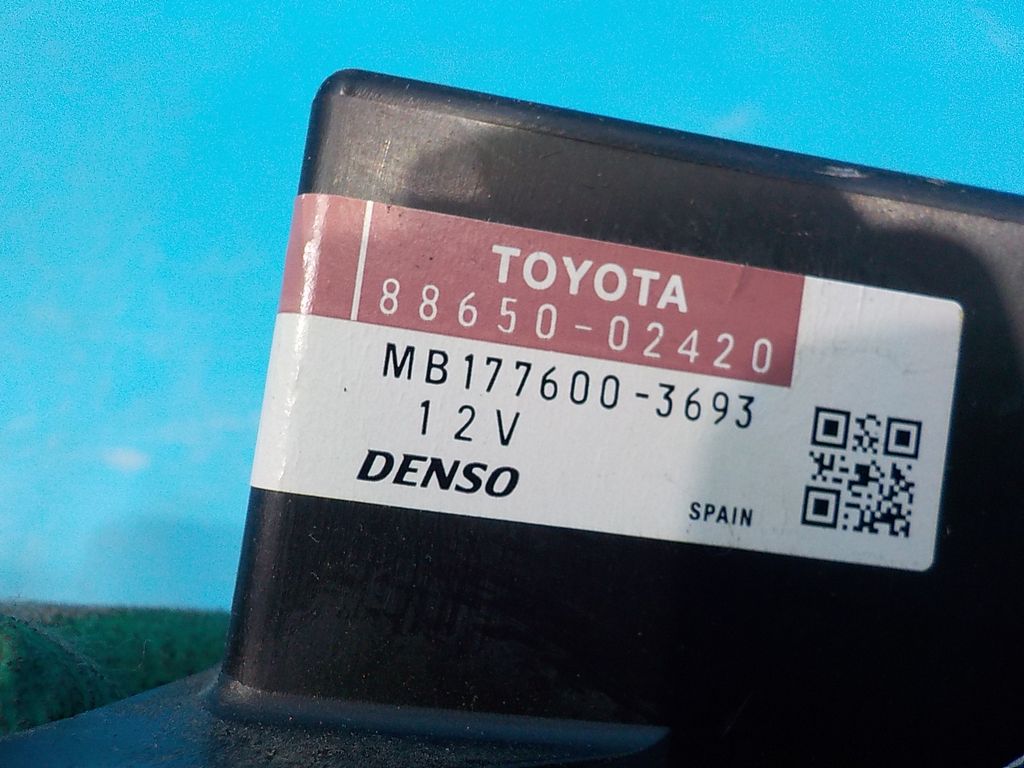 TOYOTA
88650-02420
MB177600-3693
12V
DENSO
SPAIN